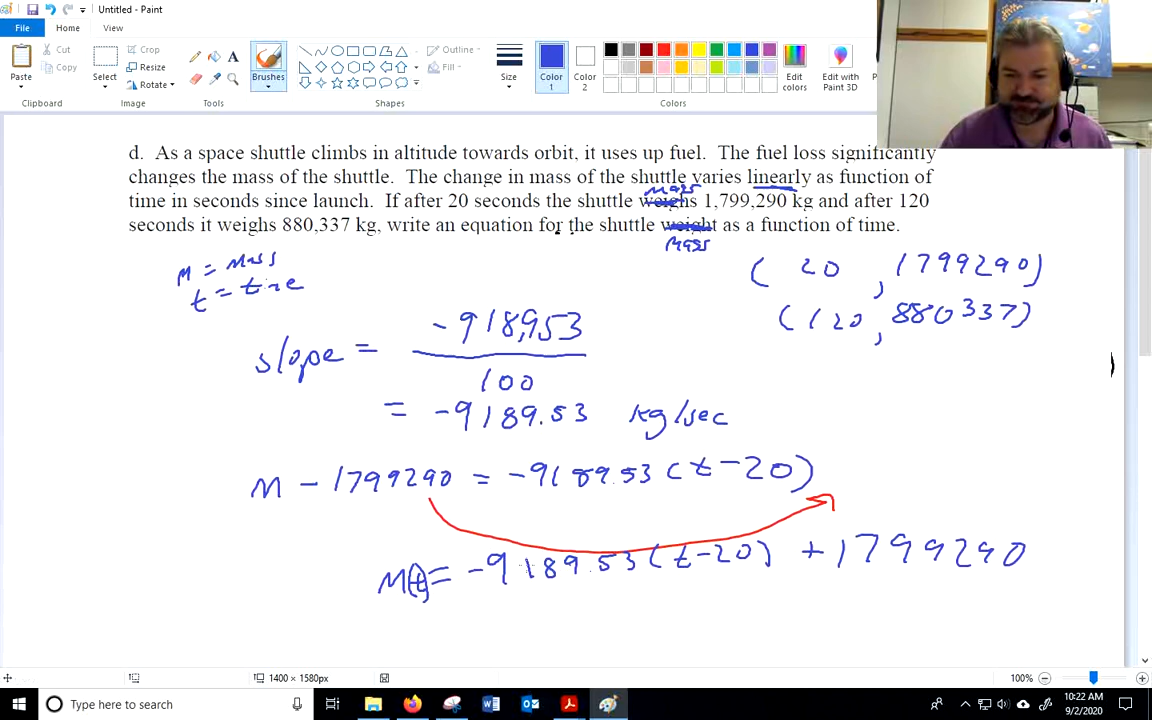 Untitled - Paint
File Home View
Paste Cut Copy Clipboard
Select Crop Resize Rotate Image
Tools
Brushes
Shapes Outline Fill
Size
Color 1 Color 2 Edit colors Edit with Paint 3D
Colors
d. As a space shuttle climbs in altitude towards orbit, it uses up fuel. The fuel loss significantly
changes the mass of the shuttle. The change in mass of the shuttle varies linearly as function of
mass
time in seconds since launch. If after 20 seconds the shuttle weighs 1,799,290 kg and after 120
seconds it weighs 880,337 kg, write an equation for the shuttle weight as a function of time.
mass
M = mass
t = time
( 20 , 1799290)
(120, 880337)
slope = -918,953
100
= -9189.53 kg/sec
M - 1799290 = -9189.53 (t - 20)
M(t) = -9189.53 (t-20) + 1799290
1400 × 1580px
100%
Type here to search
10:22 AM
9/2/2020